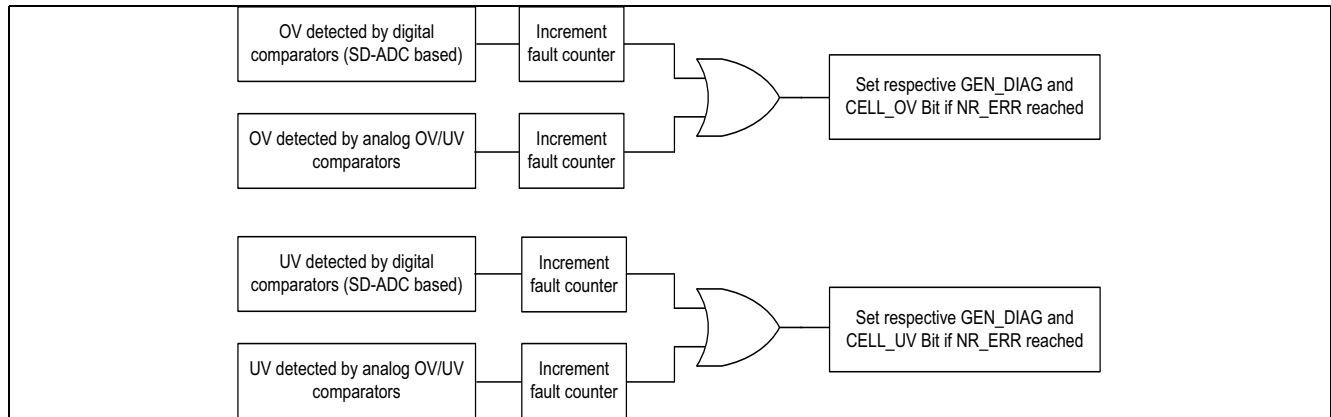 OV detected by digital
comparators (SD-ADC based)
Increment
fault counter
OV detected by analog OV/UV
comparators
Increment
fault counter
Set respective GEN_DIAG and
CELL_OV Bit if NR_ERR reached
UV detected by digital
comparators (SD-ADC based)
Increment
fault counter
UV detected by analog OV/UV
comparators
Increment
fault counter
Set respective GEN_DIAG and
CELL_UV Bit if NR_ERR reached